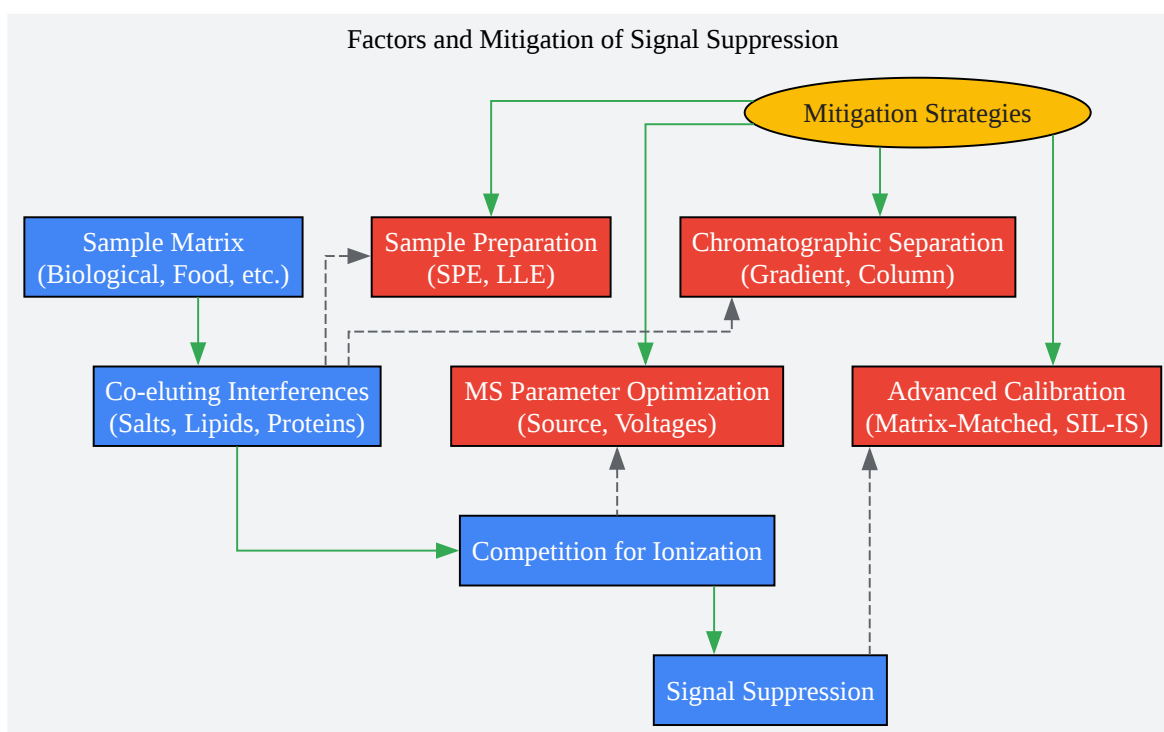 Factors and Mitigation of Signal Suppression
Mitigation Strategies
Sample Matrix
(Biological, Food, etc.)
Sample Preparation
(SPE, LLE)
Chromatographic Separation
(Gradient, Column)
Co-eluting Interferences
(Salts, Lipids, Proteins)
MS Parameter Optimization
(Source, Voltages)
Advanced Calibration
(Matrix-Matched, SIL-IS)
Competition for Ionization
Signal Suppression